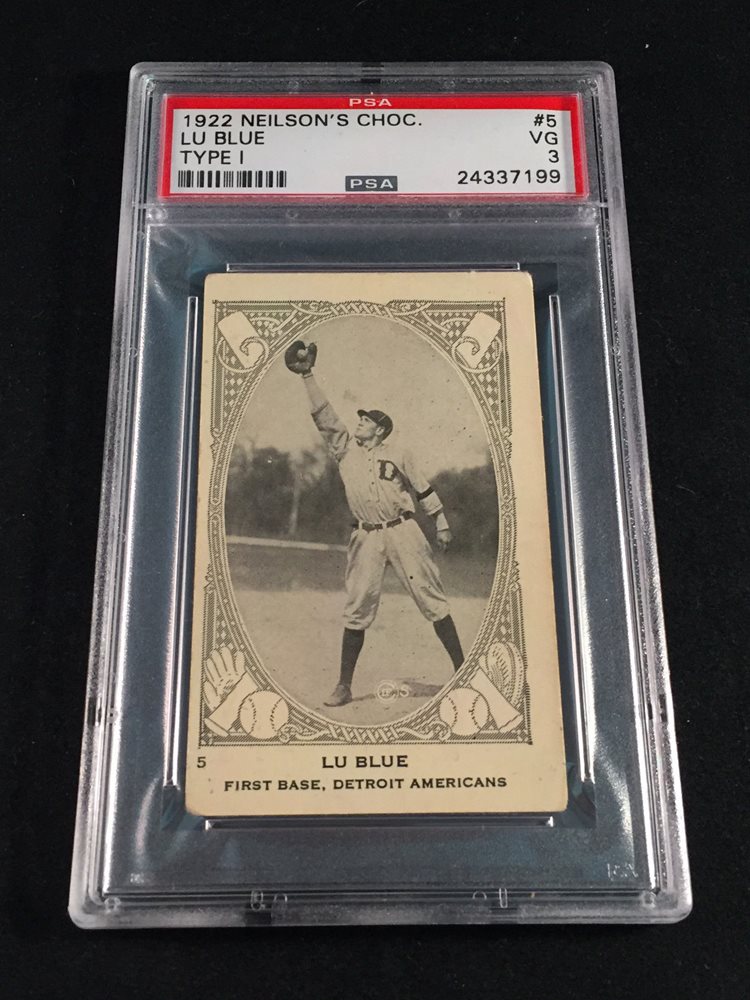 PSA
1922 NEILSON'S CHOC. #5
LU BLUE VG
TYPE I 3
PSA 24337199
D
5 LU BLUE
FIRST BASE, DETROIT AMERICANS